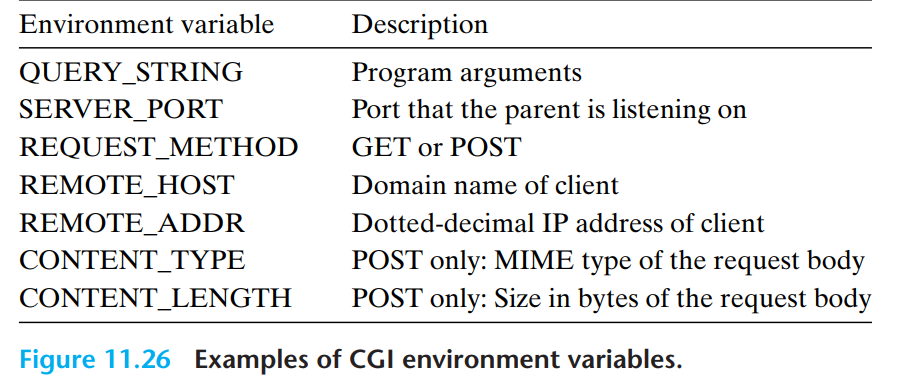 Environment variable Description
QUERY_STRING Program arguments
SERVER_PORT Port that the parent is listening on
REQUEST_METHOD GET or POST
REMOTE_HOST Domain name of client
REMOTE_ADDR Dotted-decimal IP address of client
CONTENT_TYPE POST only: MIME type of the request body
CONTENT_LENGTH POST only: Size in bytes of the request body
Figure 11.26 Examples of CGI environment variables.